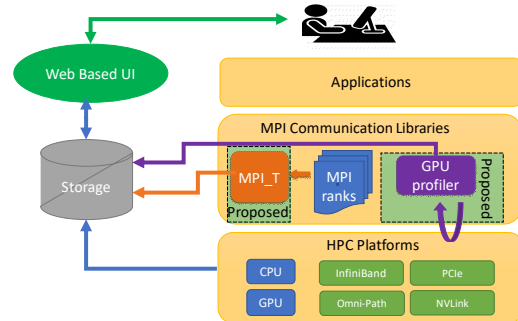 Web Based UI
Applications
MPI Communication Libraries
Storage
MPI_T
Proposed
MPI
ranks
GPU
profiler
Proposed
HPC Platforms
CPU
InfiniBand
PCIe
GPU
Omni-Path
NVLink